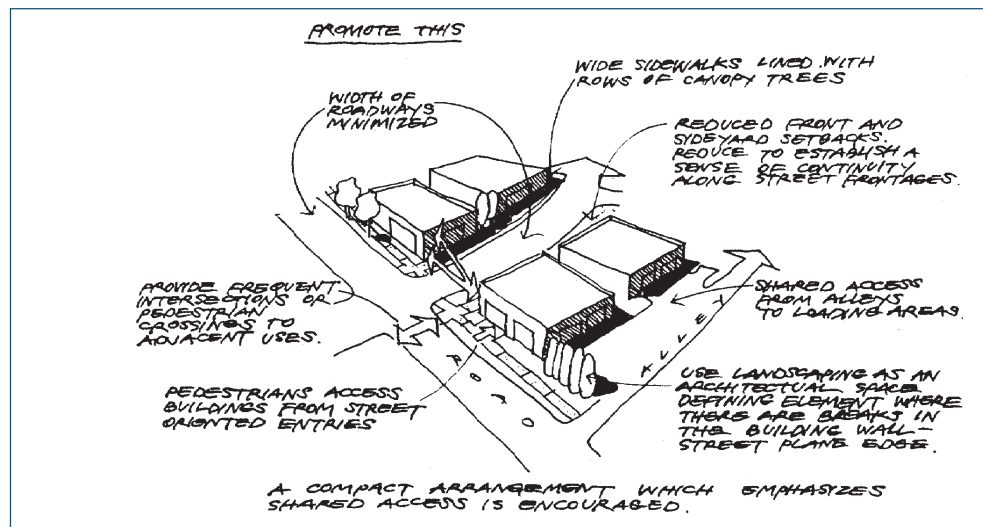 PROMOTE THIS
WIDE SIDEWALKS LINED WITH
ROWS OF CANOPY TREES
WIDTH OF
ROADWAYS
MINIMIZED
REDUCED FRONT AND
SIDEYARD SETBACKS.
REDUCE TO ESTABLISH A
SENSE OF CONTINUITY
ALONG STREET FRONTAGES.
PROVIDE FREQUENT
INTERSECTIONS OR
PEDESTRIAN
CROSSINGS TO
ADJACENT USES.
SHARED ACCESS
FROM ALLEYS
TO LOADING AREAS.
ALLEY
ROAD
PEDESTRIANS ACCESS
BUILDINGS FROM STREET
ORIENTED ENTRIES
USE LANDSCAPING AS AN
ARCHITECTURAL SPACE
DEFINING ELEMENT WHERE
THERE ARE BREAKS IN
THE BUILDING WALL-
STREET PLANE EDGE.
A COMPACT ARRANGEMENT WHICH EMPHASIZES
SHARED ACCESS IS ENCOURAGED.